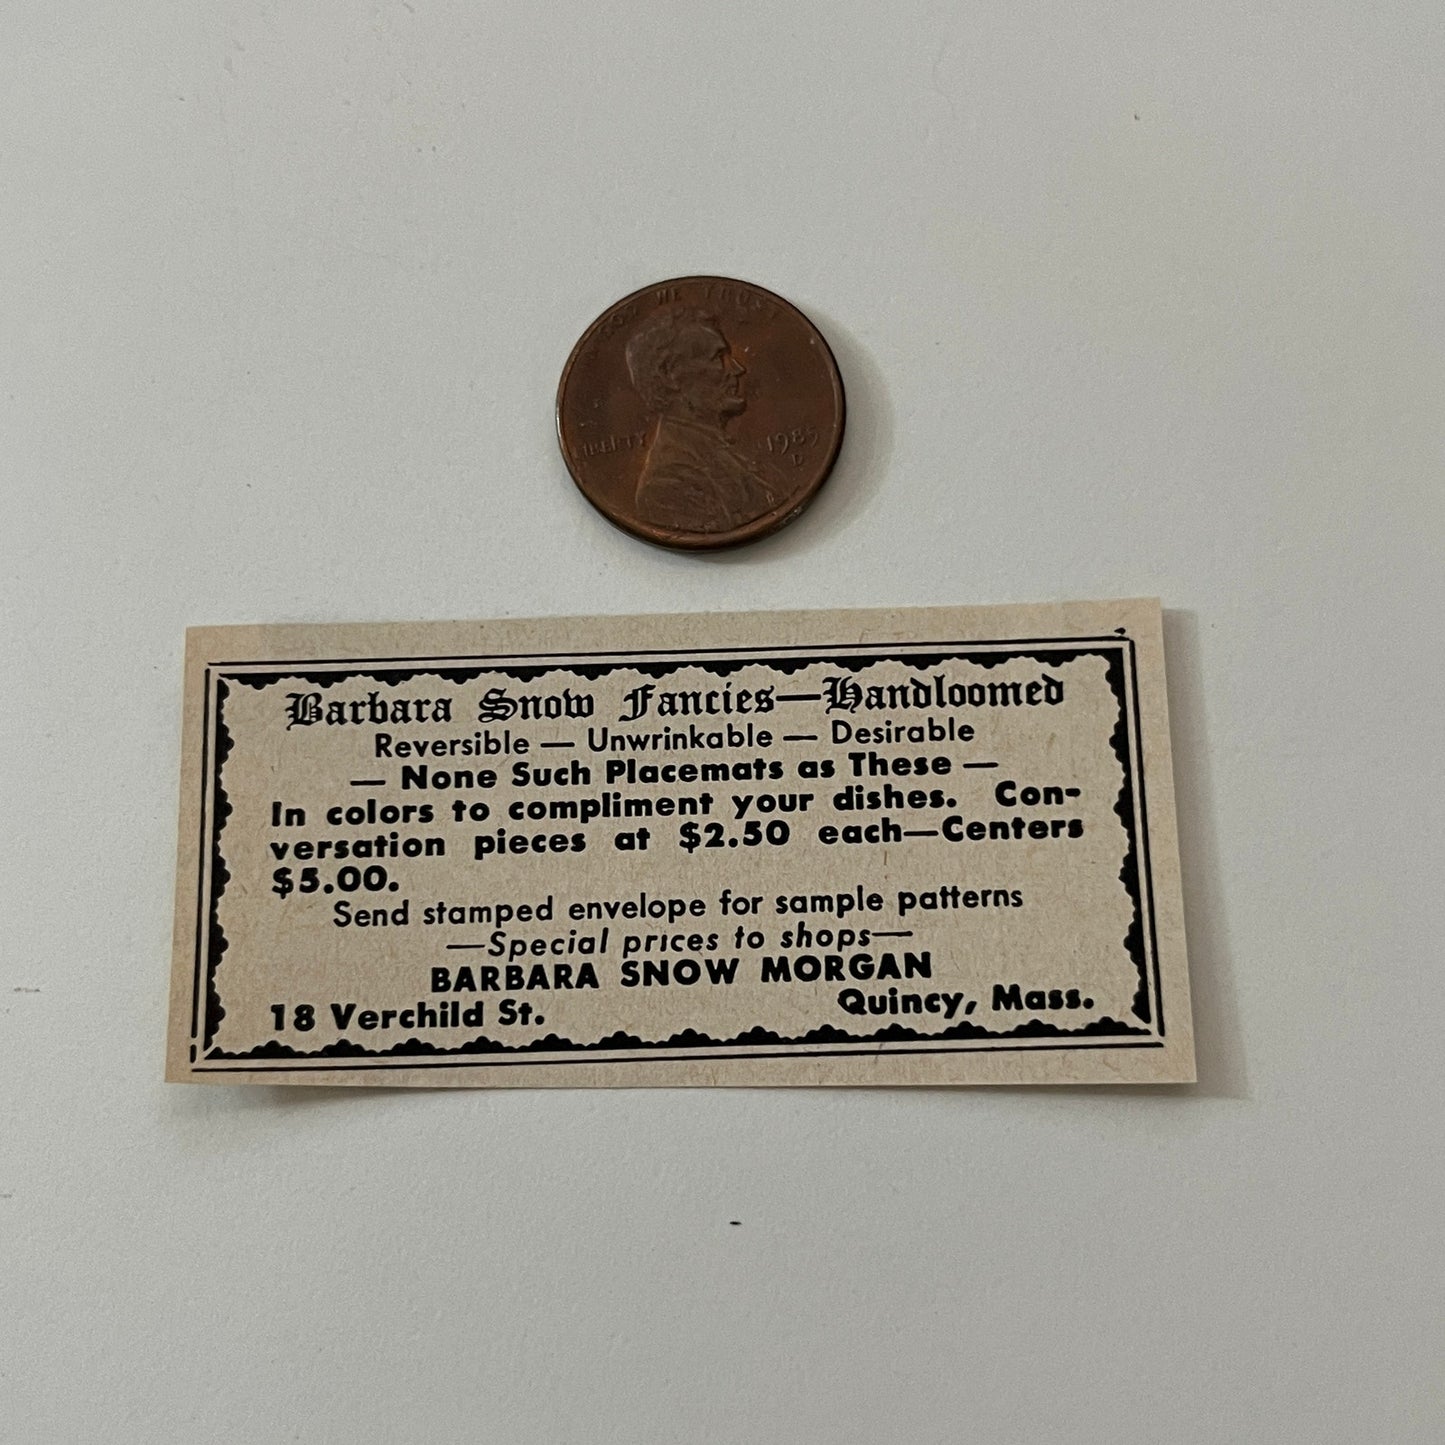 IN GOD WE TRUST
LIBERTY
1985
D
Barbara Snow Fancies—Handloomed
Reversible — Unwrinkable — Desirable
— None Such Placemats as These —
In colors to compliment your dishes. Con-
versation pieces at $2.50 each—Centers
$5.00.
Send stamped envelope for sample patterns
—Special prices to shops—
BARBARA SNOW MORGAN
18 Verchild St. Quincy, Mass.